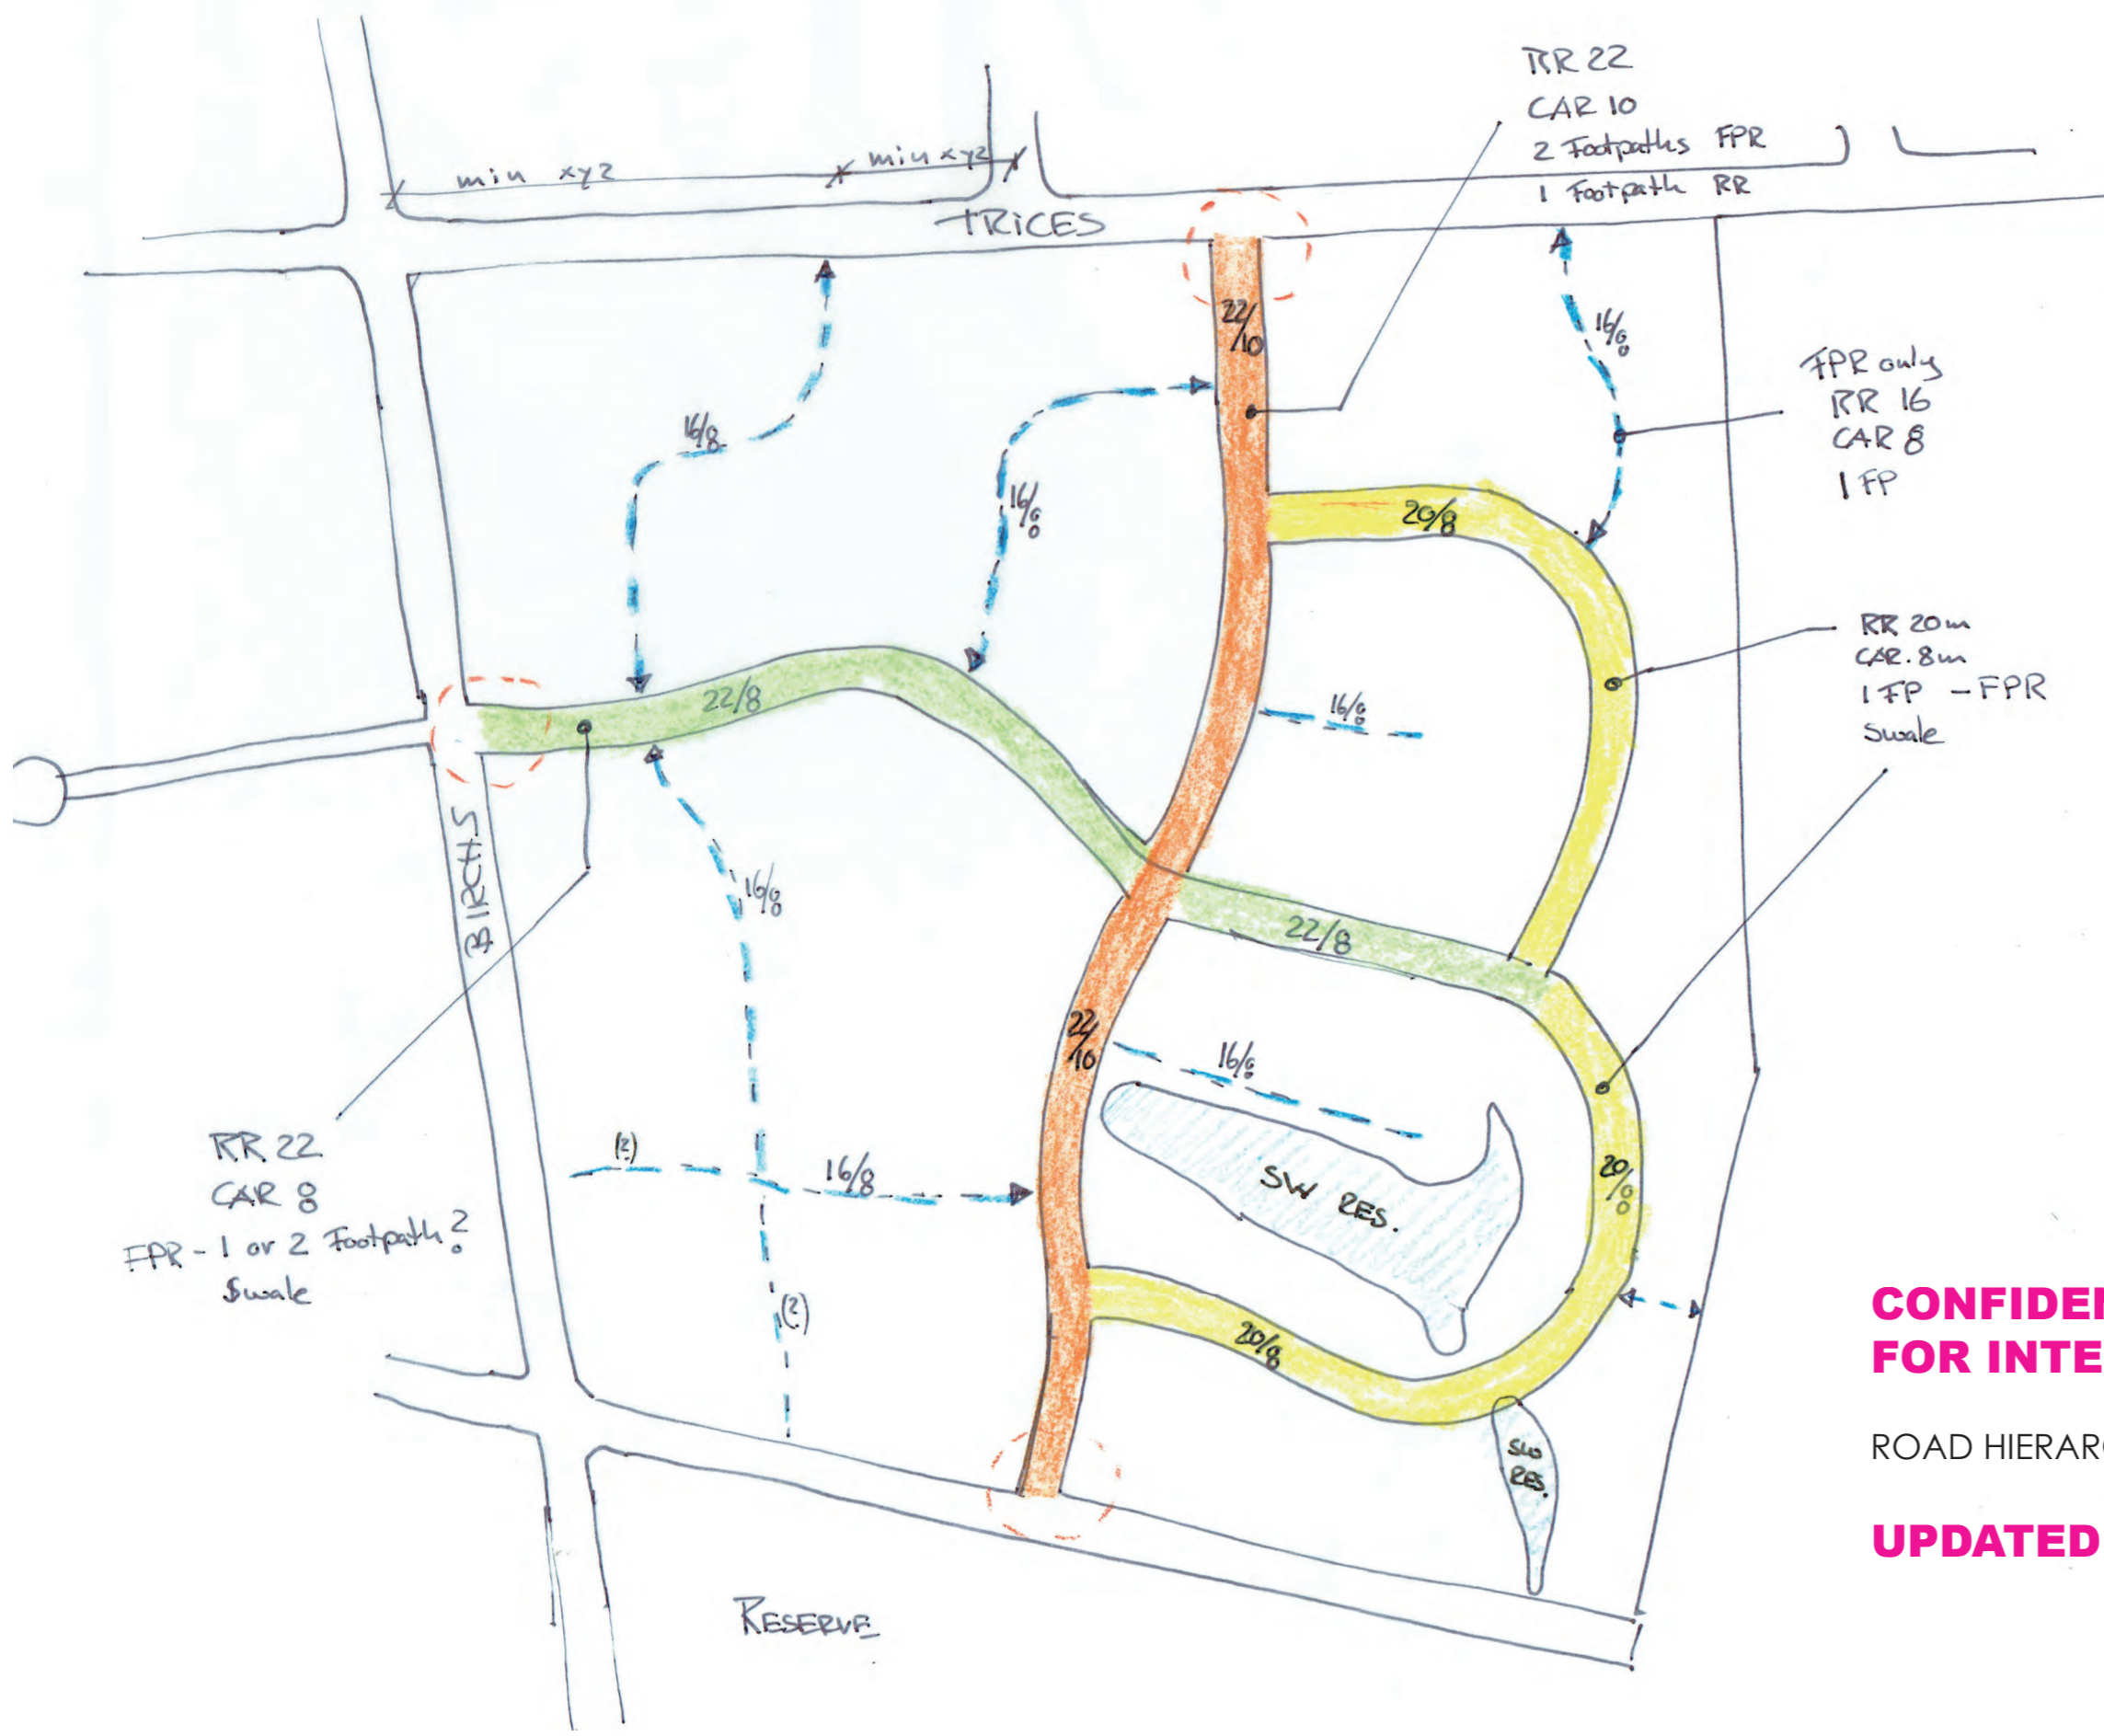 RR 22
CAR 10
2 Footpaths FPR
1 Footpath RR
min xyz
min xyz
TRICES
22/10
16/8
FPR only
RR 16
CAR 8
1 FP
16/8
16/8
20/8
RR 20m
CAR. 8m
1 FP - FPR
Swale
22/8
16/8
BIRCHS
16/8
22/8
22/10
16/8
RR 22
CAR 8
FPR - 1 or 2 Footpath?
Swale
(?)
16/8
SW RES.
20/8
(?)
20/8
SW
RES.
RESERVE
CONFIDEN
FOR INTE
ROAD HIERARC
UPDATED